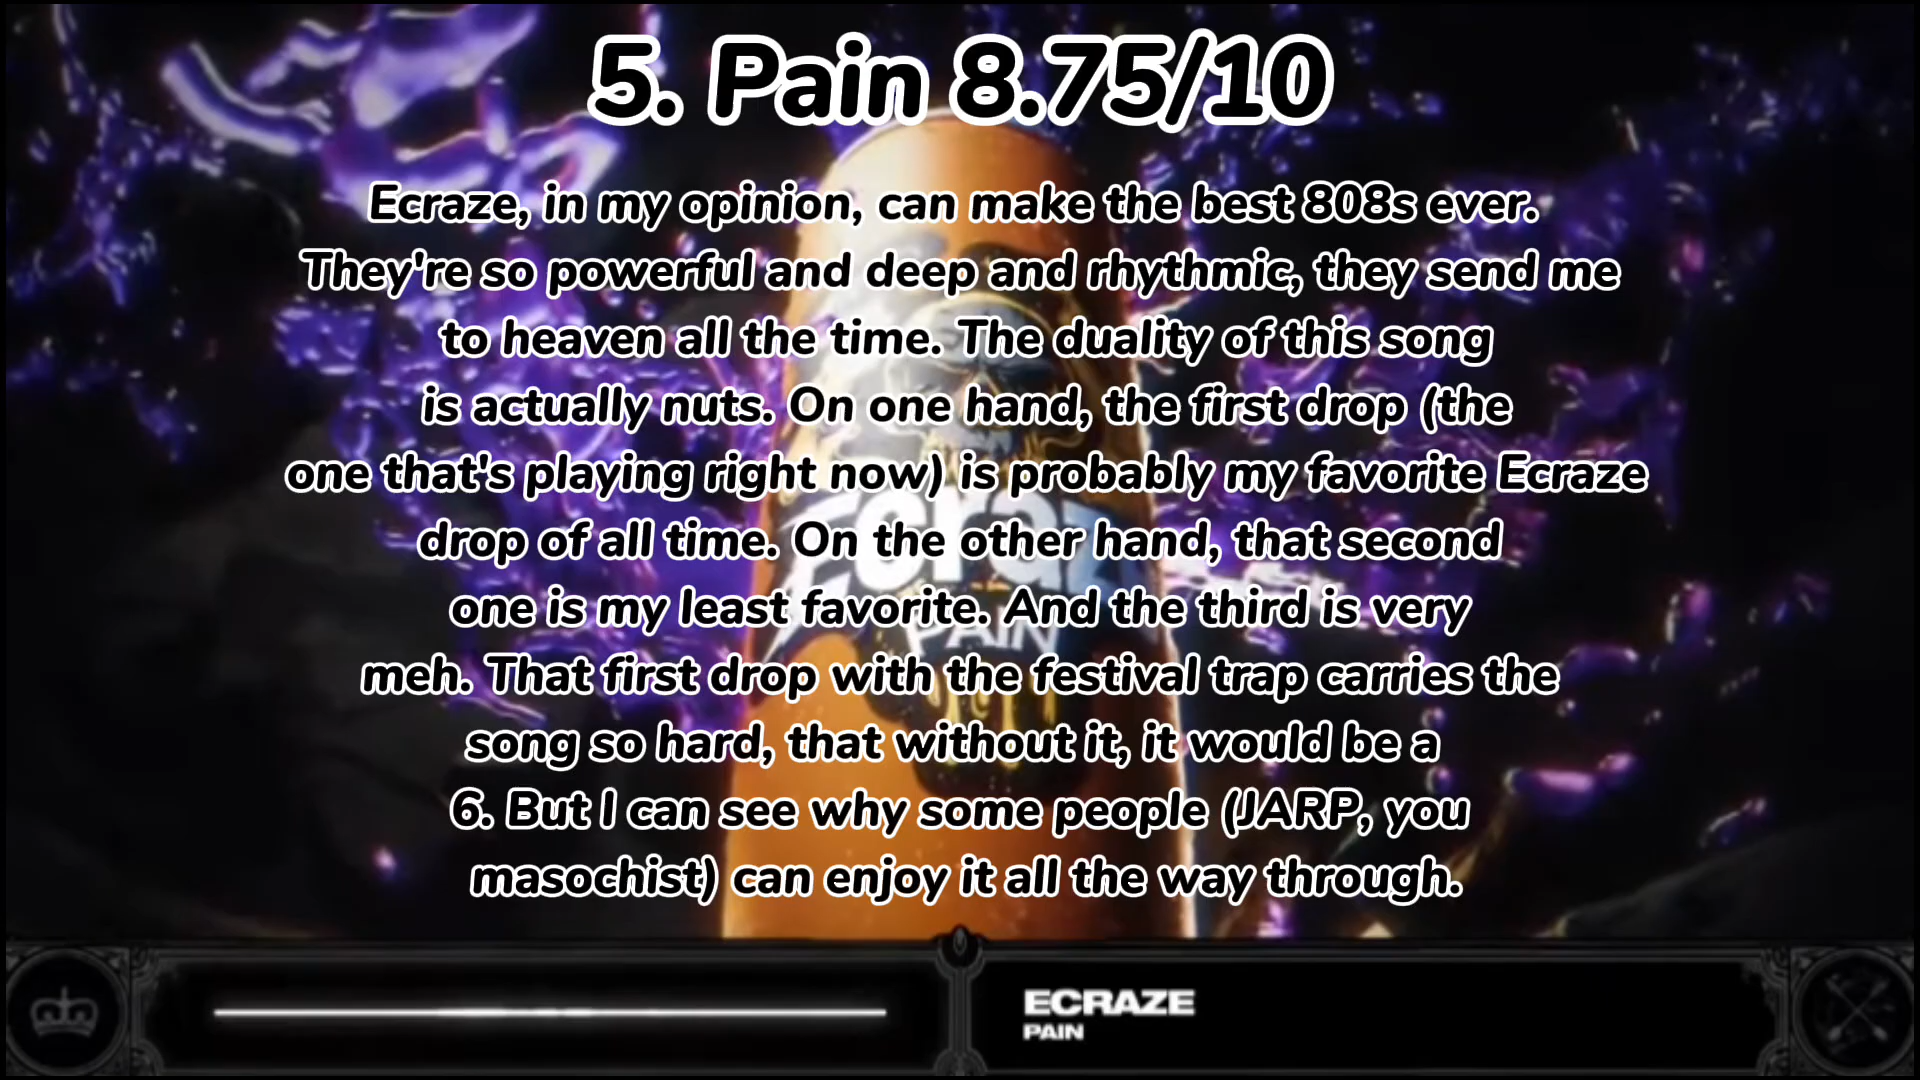 5. Pain 8.75/10
Ecraze, in my opinion, can make the best 808s ever.
They're so powerful and deep and rhythmic, they send me
to heaven all the time. The duality of this song
is actually nuts. On one hand, the first drop (the
one that's playing right now) is probably my favorite Ecraze
drop of all time. On the other hand, that second
one is my least favorite. And the third is very
meh. That first drop with the festival trap carries the
song so hard, that without it, it would be a
6. But I can see why some people (JARP, you
masochist) can enjoy it all the way through.
Ecraze
PAIN
ECRAZE
PAIN